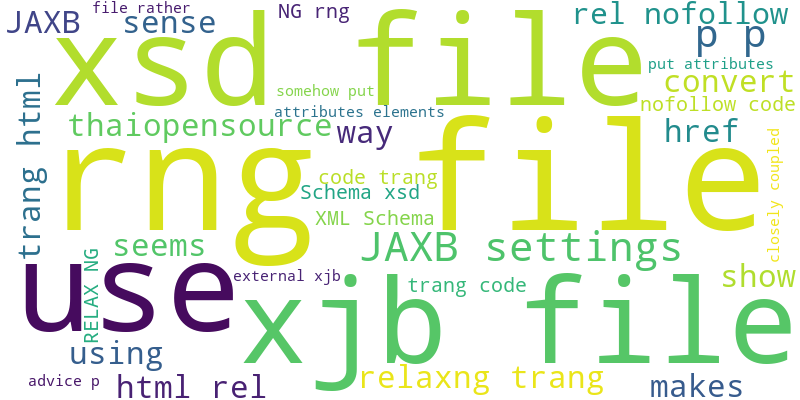 file rather
NG rng
rel nofollow
JAXB
sense
p p
xsd file
put attributes
convert
somehow put
nofollow code
attributes elements
thaiopensource
way
href
trang html
rng file
closely coupled
code trang
Schema xsd
XML Schema
seems
JAXB settings
RELAX NG
use
external xjb
xjb file
trang code
show
using
relaxng trang
advice p
html rel
makes